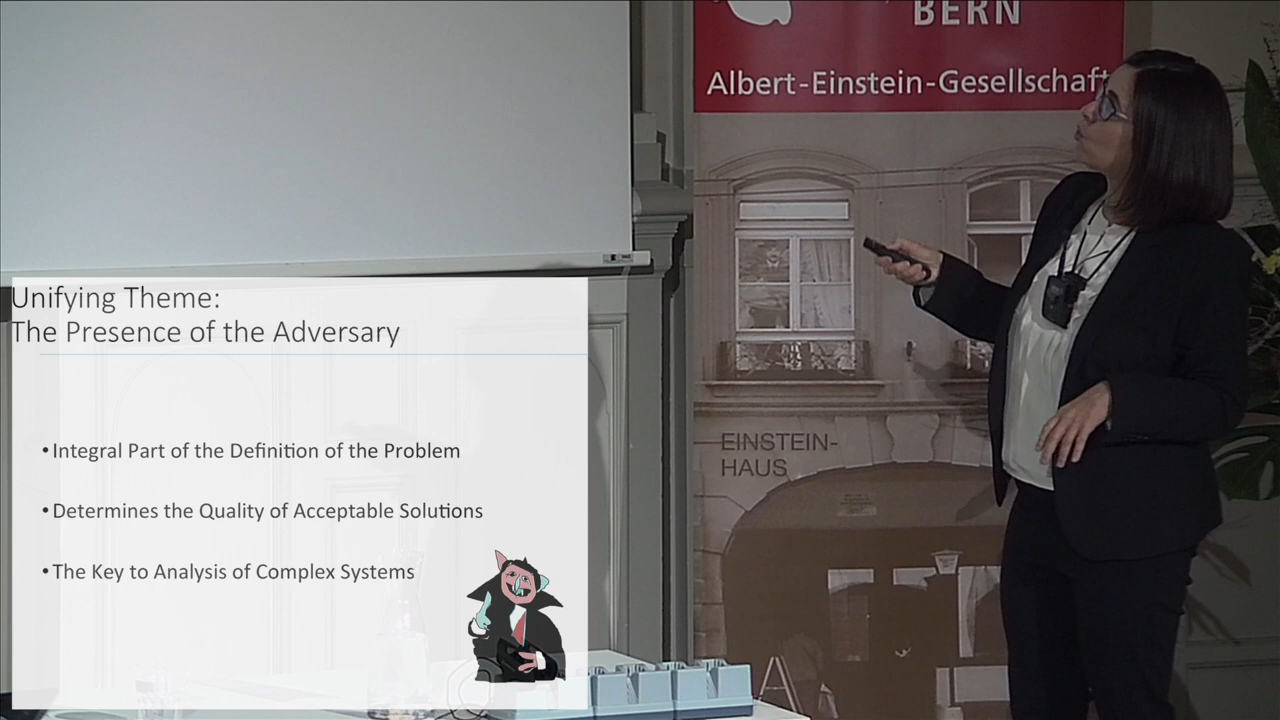 BERN
Albert-Einstein-Gesellschaft
EINSTEIN-
HAUS
Unifying Theme:
The Presence of the Adversary
• Integral Part of the Definition of the Problem
• Determines the Quality of Acceptable Solutions
• The Key to Analysis of Complex Systems